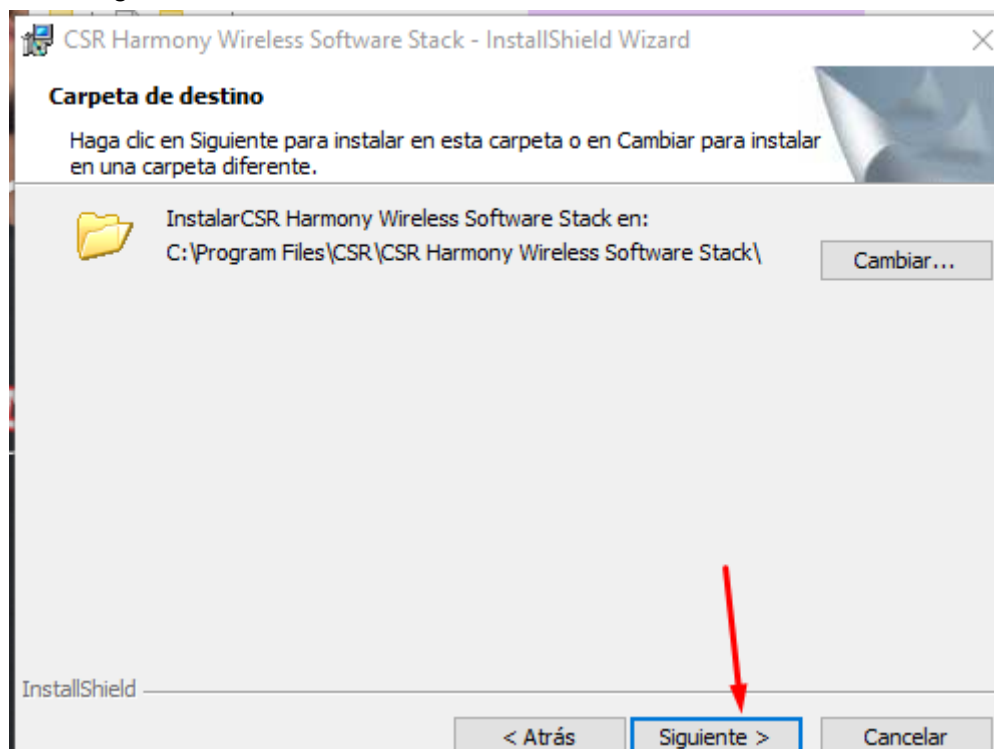 CSR Harmony Wireless Software Stack - InstallShield Wizard
Carpeta de destino
Haga clic en Siguiente para instalar en esta carpeta o en Cambiar para instalar
en una carpeta diferente.
InstalarCSR Harmony Wireless Software Stack en:
C:\Program Files\CSR\CSR Harmony Wireless Software Stack\
Cambiar...
InstallShield
< Atrás
Siguiente >
Cancelar